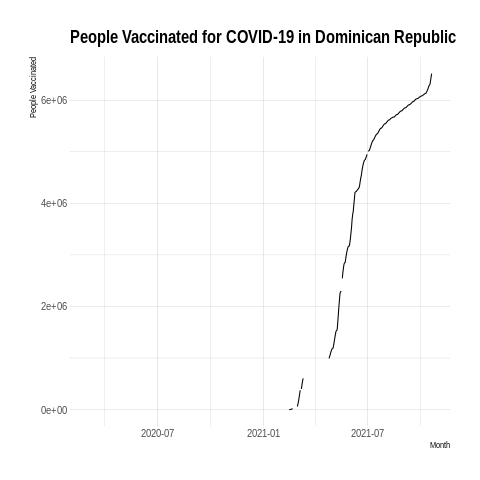 People Vaccinated for COVID-19 in Dominican Republic
People Vaccinated
6e+06
4e+06
2e+06
0e+00
2020-07 2021-01 2021-07
Month